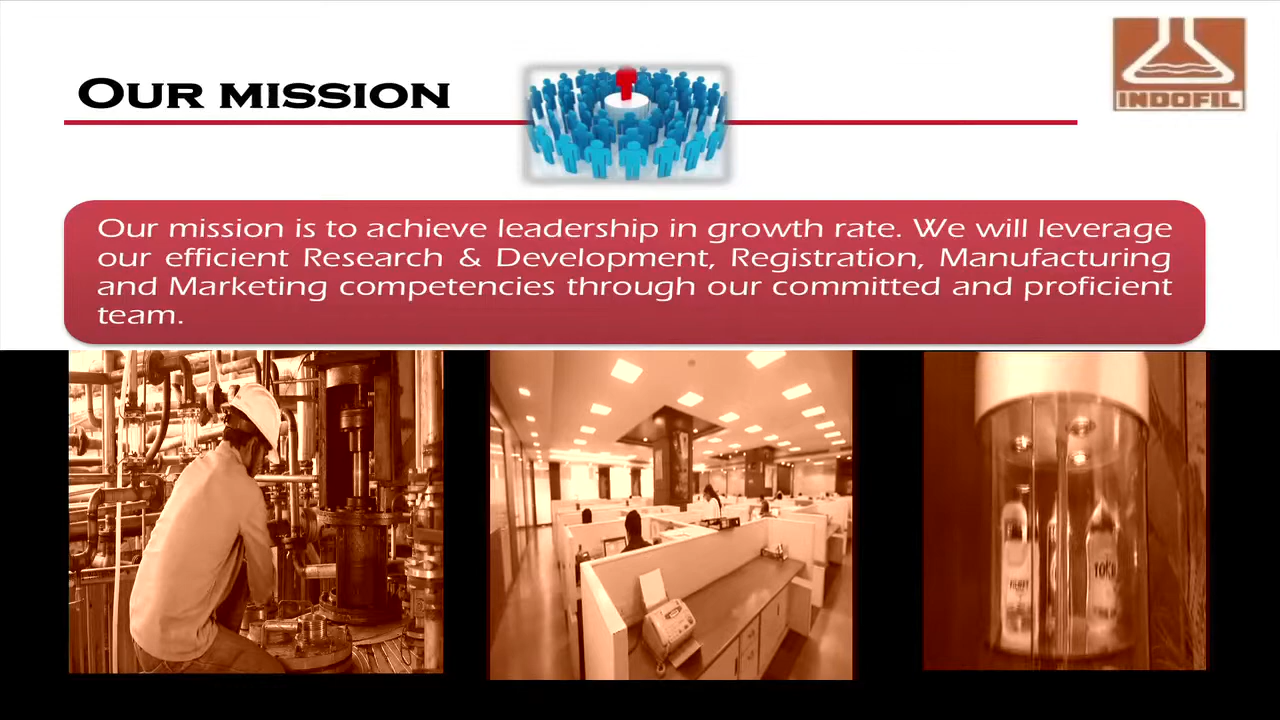 OUR MISSION
INDOFIL
Our mission is to achieve leadership in growth rate. We will leverage
our efficient Research & Development, Registration, Manufacturing
and Marketing competencies through our committed and proficient
team.